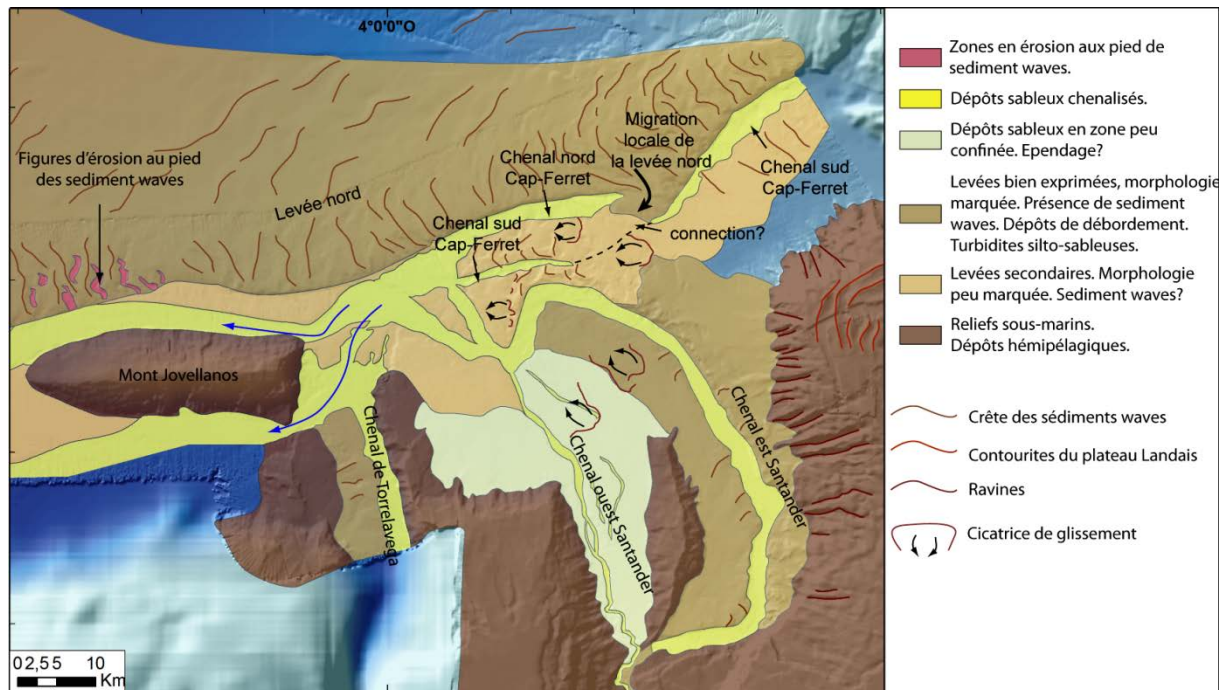 4°0'0"O
Migration
locale de
la levée nord
Chenal nord
Cap-Ferret
Chenal sud
Cap-Ferret
Figures d'érosion au pied
des sediment waves
Levée nord
Chenal sud
Cap-Ferret
connection?
Mont Jovellanos
Chenal de Torrelavega
Chenal ouest Santander
Chenal est Santander
0 2,5 5 10
Km
Zones en érosion aux pied de
sediment waves.
Dépôts sableux chenalisés.
Dépôts sableux en zone peu
confinée. Ependage?
Levées bien exprimées, morphologie
marquée. Présence de sediment
waves. Dépôts de débordement.
Turbidites silto-sableuses.
Levées secondaires. Morphologie
peu marquée. Sediment waves?
Reliefs sous-marins.
Dépôts hémipélagiques.
Crête des sédiments waves
Contourites du plateau Landais
Ravines
Cicatrice de glissement